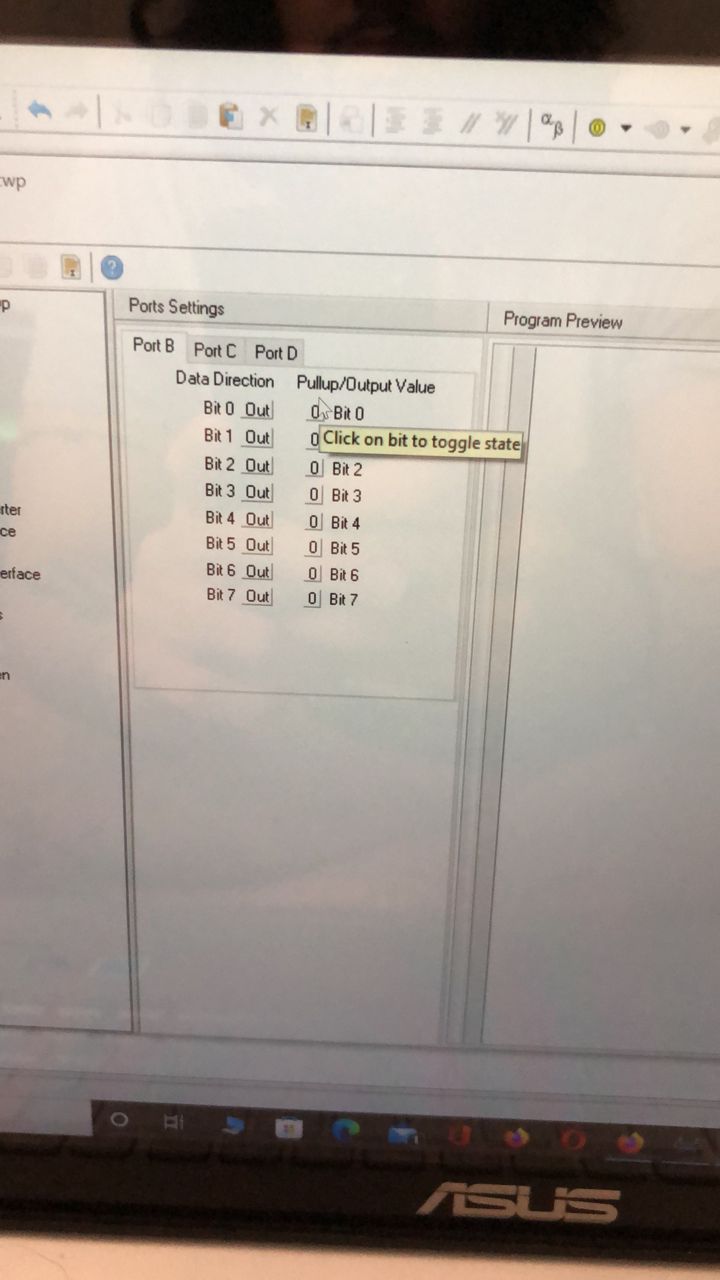 αβ
wp
p
Ports Settings
Program Preview
Port B Port C Port D
Data Direction Pullup/Output Value
Bit 0 Out 0 Bit 0
Bit 1 Out 0
Click on bit to toggle state
Bit 2 Out 0 Bit 2
Bit 3 Out 0 Bit 3
Bit 4 Out 0 Bit 4
Bit 5 Out 0 Bit 5
Bit 6 Out 0 Bit 6
Bit 7 Out 0 Bit 7
rter
ce
erface
s
en
ASUS